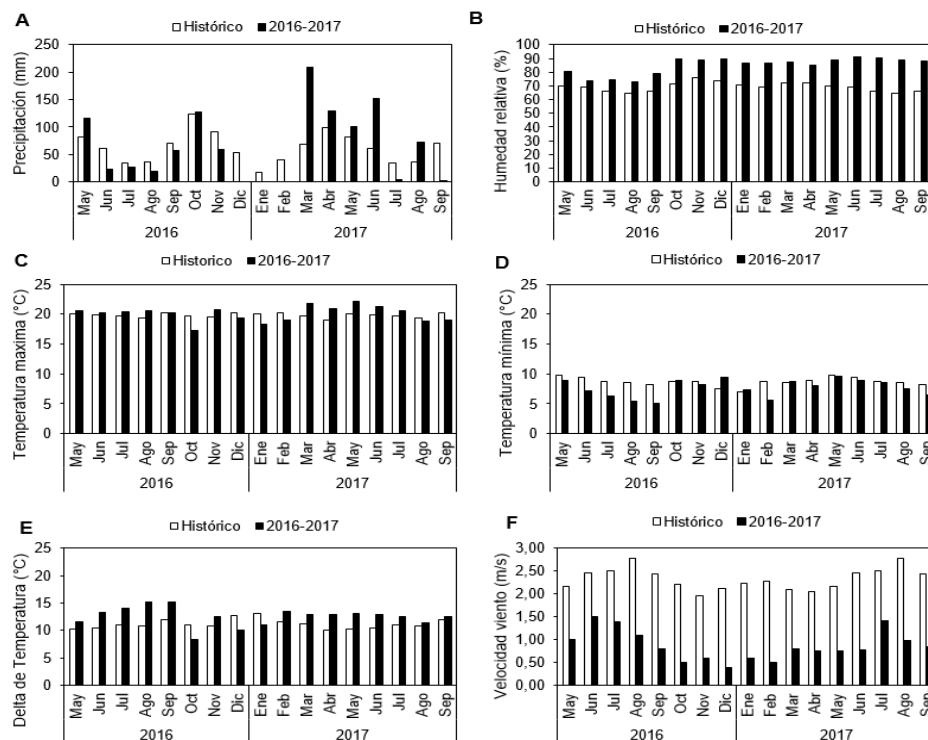 A
Histórico 2016-2017
Precipitación (mm)
250
200
150
100
50
0
May Jun Jul Ago Sep Oct Nov Dic Ene Feb Mar Abr May Jun Jul Ago Sep
2016 2017
B
Histórico 2016-2017
Humedad relativa (%)
100
90
80
70
60
50
40
30
20
10
0
May Jun Jul Ago Sep Oct Nov Dic Ene Feb Mar Abr May Jun Jul Ago Sep
2016 2017
C
Historico 2016-2017
Temperatura maxima (°C)
25
20
15
10
5
0
May Jun Jul Ago Sep Oct Nov Dic Ene Feb Mar Abr May Jun Jul Ago Sep
2016 2017
D
Histórico 2016-2017
Temperatura mínima (°C)
25
20
15
10
5
0
May Jun Jul Ago Sep Oct Nov Dic Ene Feb Mar Abr May Jun Jul Ago Sep
2016 2017
E
Histórico 2016-2017
Delta de Temperatura (°C)
25
20
15
10
5
0
May Jun Jul Ago Sep Oct Nov Dic Ene Feb Mar Abr May Jun Jul Ago Sep
2016 2017
F
Histórico 2016-2017
Velocidad viento (m/s)
3,00
2,50
2,00
1,50
1,00
0,50
0,00
May Jun Jul Ago Sep Oct Nov Dic Ene Feb Mar Abr May Jun Jul Ago Sep
2016 2017